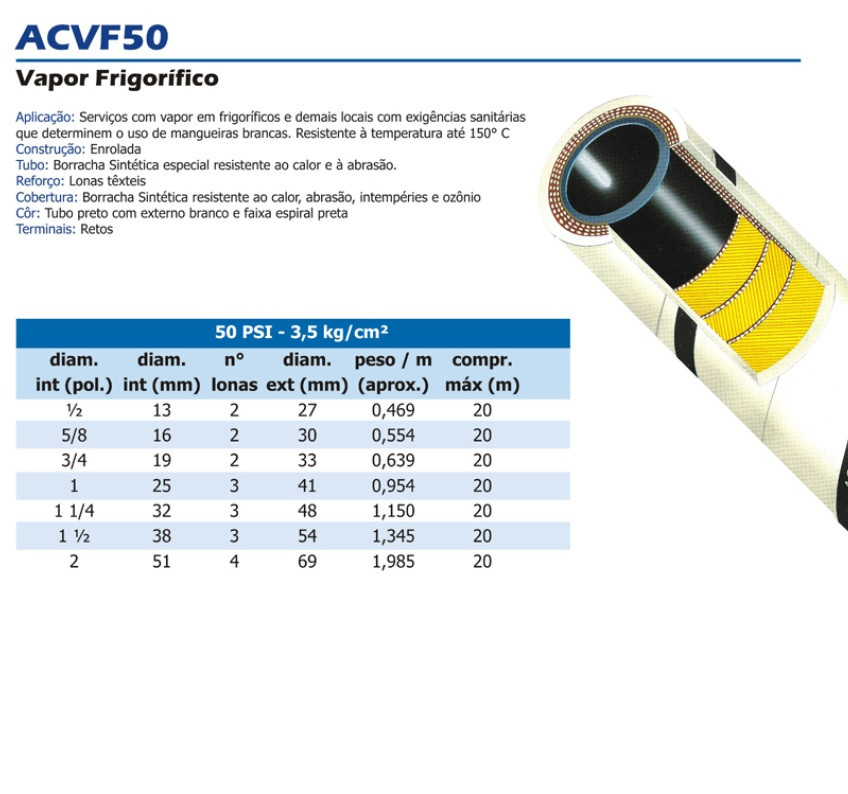 ACVF50
Vapor Frigorífico
Aplicação: Serviços com vapor em frigoríficos e demais locais com exigências sanitárias
que determinem o uso de mangueiras brancas. Resistente à temperatura até 150° C
Construção: Enrolada
Tubo: Borracha Sintética especial resistente ao calor e à abrasão.
Reforço: Lonas têxteis
Cobertura: Borracha Sintética resistente ao calor, abrasão, intempéries e ozônio
Côr: Tubo preto com externo branco e faixa espiral preta
Terminais: Retos
50 PSI - 3,5 kg/cm²
diam. diam. n° diam. peso / m compr.
int (pol.) int (mm) lonas ext (mm) (aprox.) máx (m)
½ 13 2 27 0,469 20
5/8 16 2 30 0,554 20
3/4 19 2 33 0,639 20
1 25 3 41 0,954 20
1 1/4 32 3 48 1,150 20
1 ½ 38 3 54 1,345 20
2 51 4 69 1,985 20